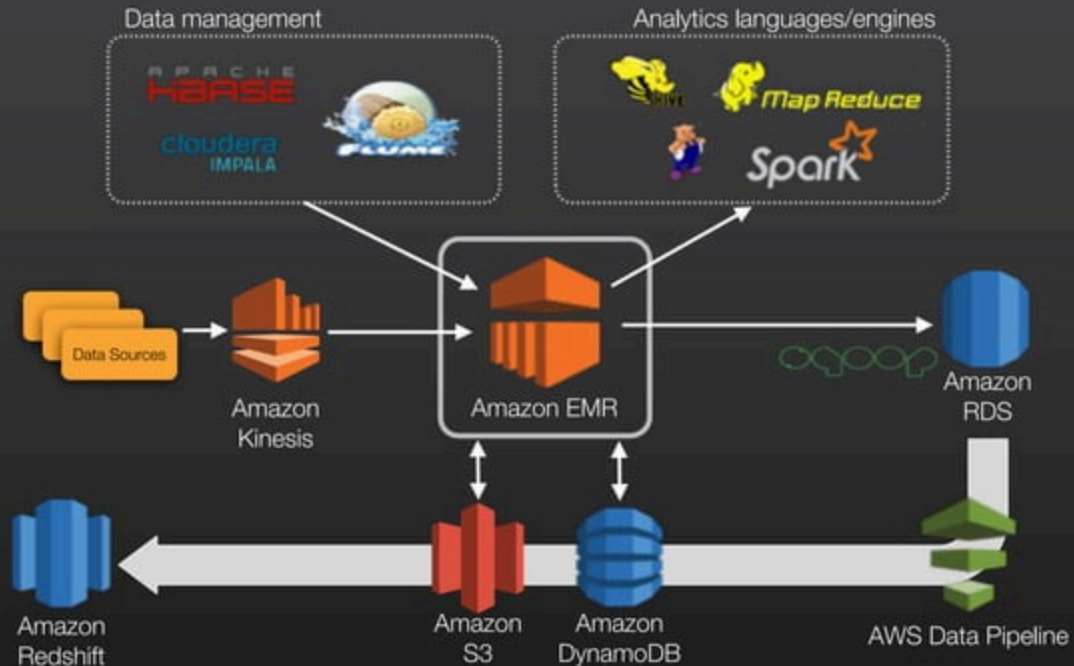 Data management
Analytics languages/engines
APACHE
HBASE
cloudera
IMPALA
FLUME
HIVE
Map Reduce
Spark
Data Sources
Amazon
Kinesis
Amazon EMR
sqoop
Amazon
RDS
Amazon
Redshift
Amazon
S3
Amazon
DynamoDB
AWS Data Pipeline